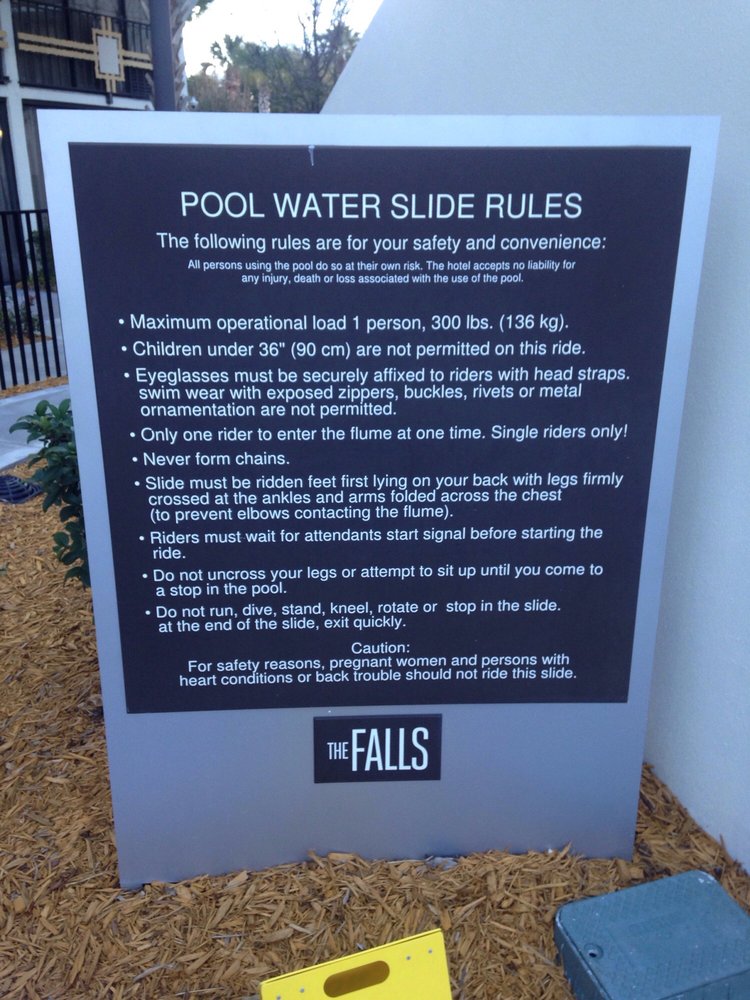 POOL WATER SLIDE RULES
The following rules are for your safety and convenience:
All persons using the pool do so at their own risk. The hotel accepts no liability for
any injury, death or loss associated with the use of the pool.
• Maximum operational load 1 person, 300 lbs. (136 kg).
• Children under 36" (90 cm) are not permitted on this ride.
• Eyeglasses must be securely affixed to riders with head straps.
swim wear with exposed zippers, buckles, rivets or metal
ornamentation are not permitted.
• Only one rider to enter the flume at one time. Single riders only!
• Never form chains.
• Slide must be ridden feet first lying on your back with legs firmly
crossed at the ankles and arms folded across the chest
(to prevent elbows contacting the flume).
• Riders must wait for attendants start signal before starting the
ride.
• Do not uncross your legs or attempt to sit up until you come to
a stop in the pool.
• Do not run, dive, stand, kneel, rotate or stop in the slide.
at the end of the slide, exit quickly.
Caution:
For safety reasons, pregnant women and persons with
heart conditions or back trouble should not ride this slide.
THE FALLS